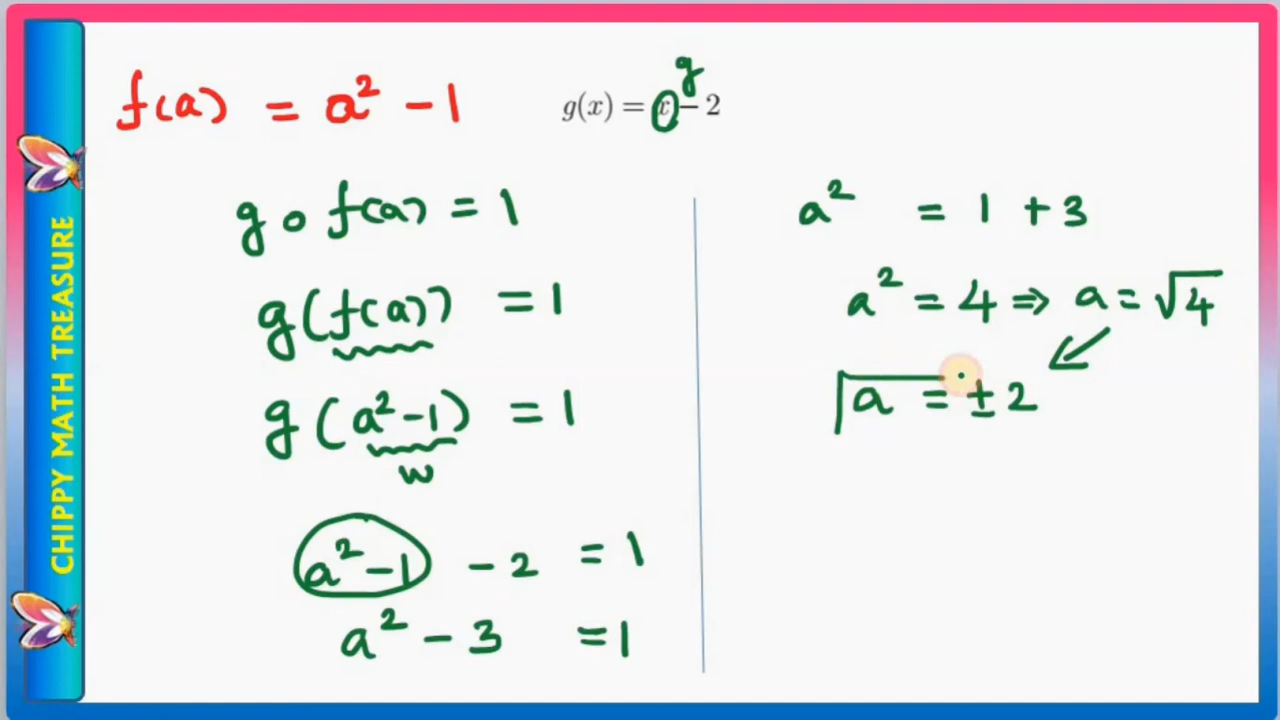 CHIPPY MATH TREASURE
f(a) = a² - 1
g(x) = x - 2
g
g ∘ f(a) = 1
g(f(a)) = 1
g(a² - 1) = 1
w
a² - 1 - 2 = 1
a² - 3 = 1
a² = 1 + 3
a² = 4 ⇒ a = √4
a = ± 2